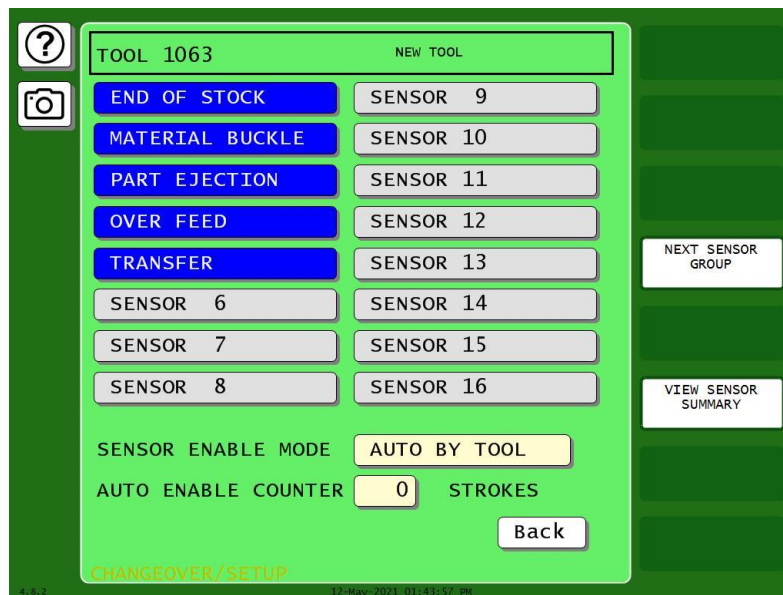 ?
TOOL 1063 NEW TOOL
END OF STOCK
MATERIAL BUCKLE
PART EJECTION
OVER FEED
TRANSFER
SENSOR 6
SENSOR 7
SENSOR 8
SENSOR 9
SENSOR 10
SENSOR 11
SENSOR 12
SENSOR 13
SENSOR 14
SENSOR 15
SENSOR 16
SENSOR ENABLE MODE AUTO BY TOOL
AUTO ENABLE COUNTER 0 STROKES
Back
CHANGEOVER/SETUP
NEXT SENSOR
GROUP
VIEW SENSOR
SUMMARY
4.8.2
12-May-2021 01:43:57 PM